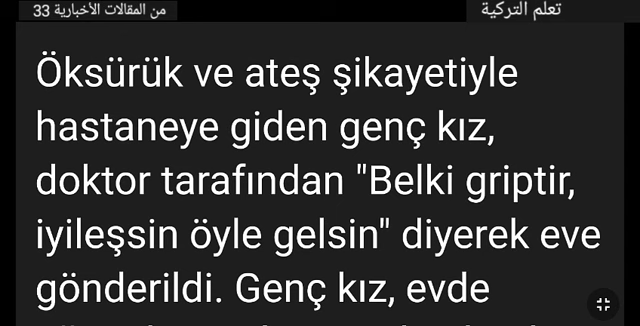 من المقالات الأخبارية 33
تعلم التركية
Öksürük ve ateş şikayetiyle
hastaneye giden genç kız,
doktor tarafından "Belki griptir,
iyileşsin öyle gelsin" diyerek eve
gönderildi. Genç kız, evde